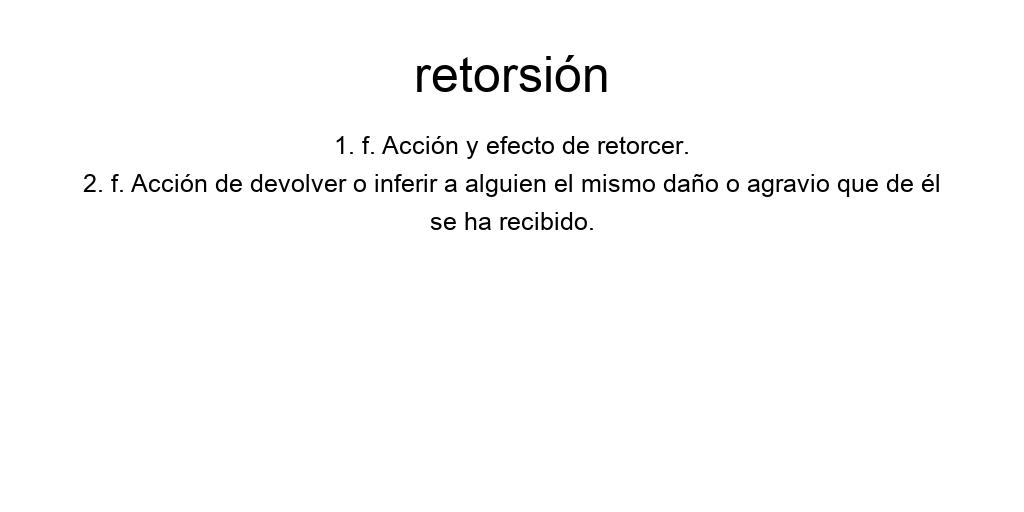 retorsión
1. f. Acción y efecto de retorcer.
2. f. Acción de devolver o inferir a alguien el mismo daño o agravio que de él
se ha recibido.